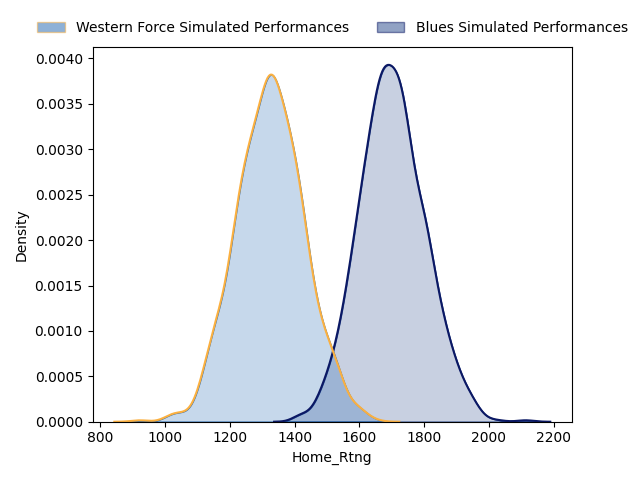 Western Force Simulated Performances Blues Simulated Performances
0.0040
0.0035
0.0030
0.0025
0.0020
0.0015
0.0010
0.0005
0.0000
Density
800 1000 1200 1400 1600 1800 2000 2200
Home_Rtng